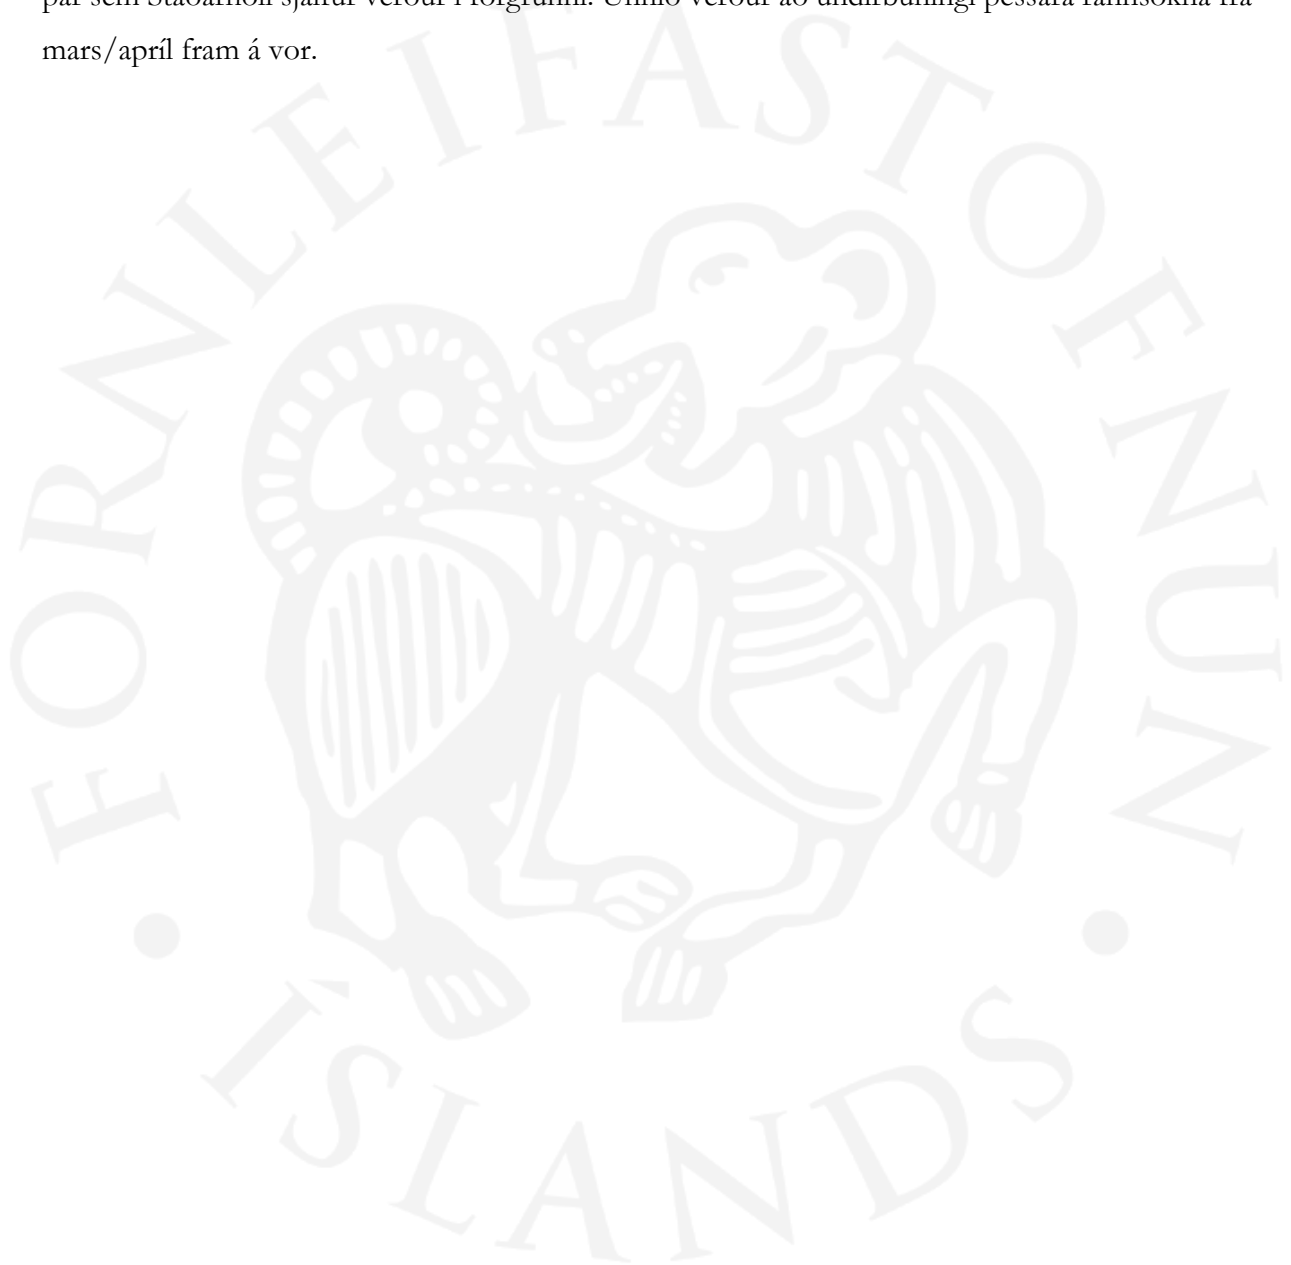 þar sem Staðarhóll sjálfur verður í forgrunni. Unnið verður að undirbúningi þessara rannsókna frá
mars/apríl fram á vor.
FORNLEIFASTOFNUN
• ÍSLANDS •